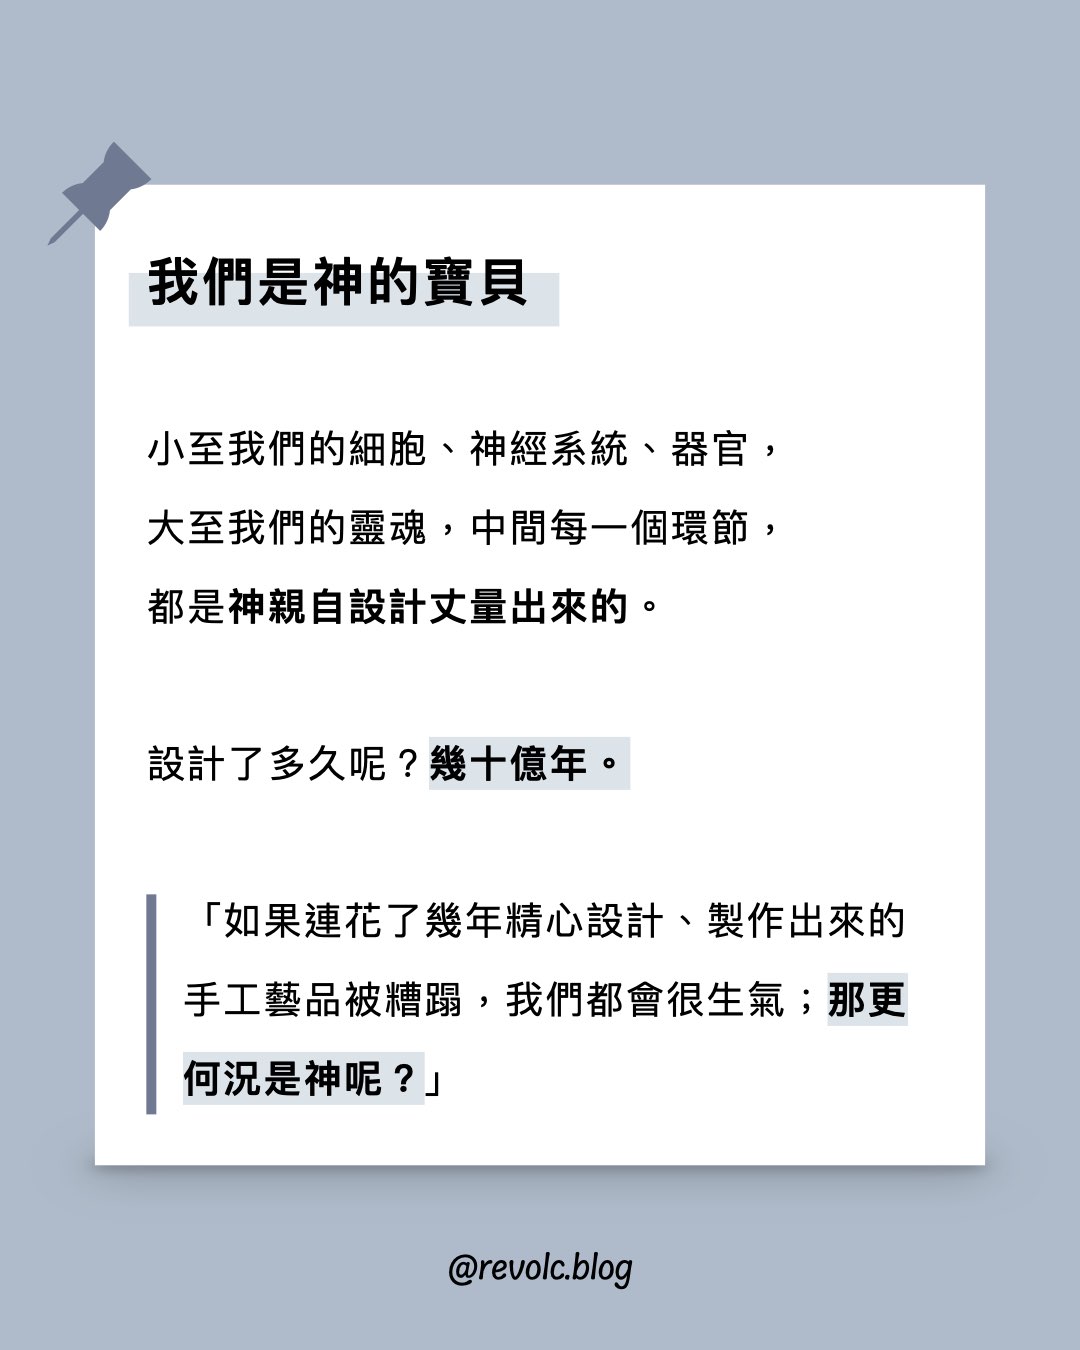 我們是神的寶貝
小至我們的細胞、神經系統、器官，
大至我們的靈魂，中間每一個環節，
都是神親自設計丈量出來的。
設計了多久呢？幾十億年。
「如果連花了幾年精心設計、製作出來的
手工藝品被糟蹋，我們都會很生氣；那更
何況是神呢？」
@revolc.blog